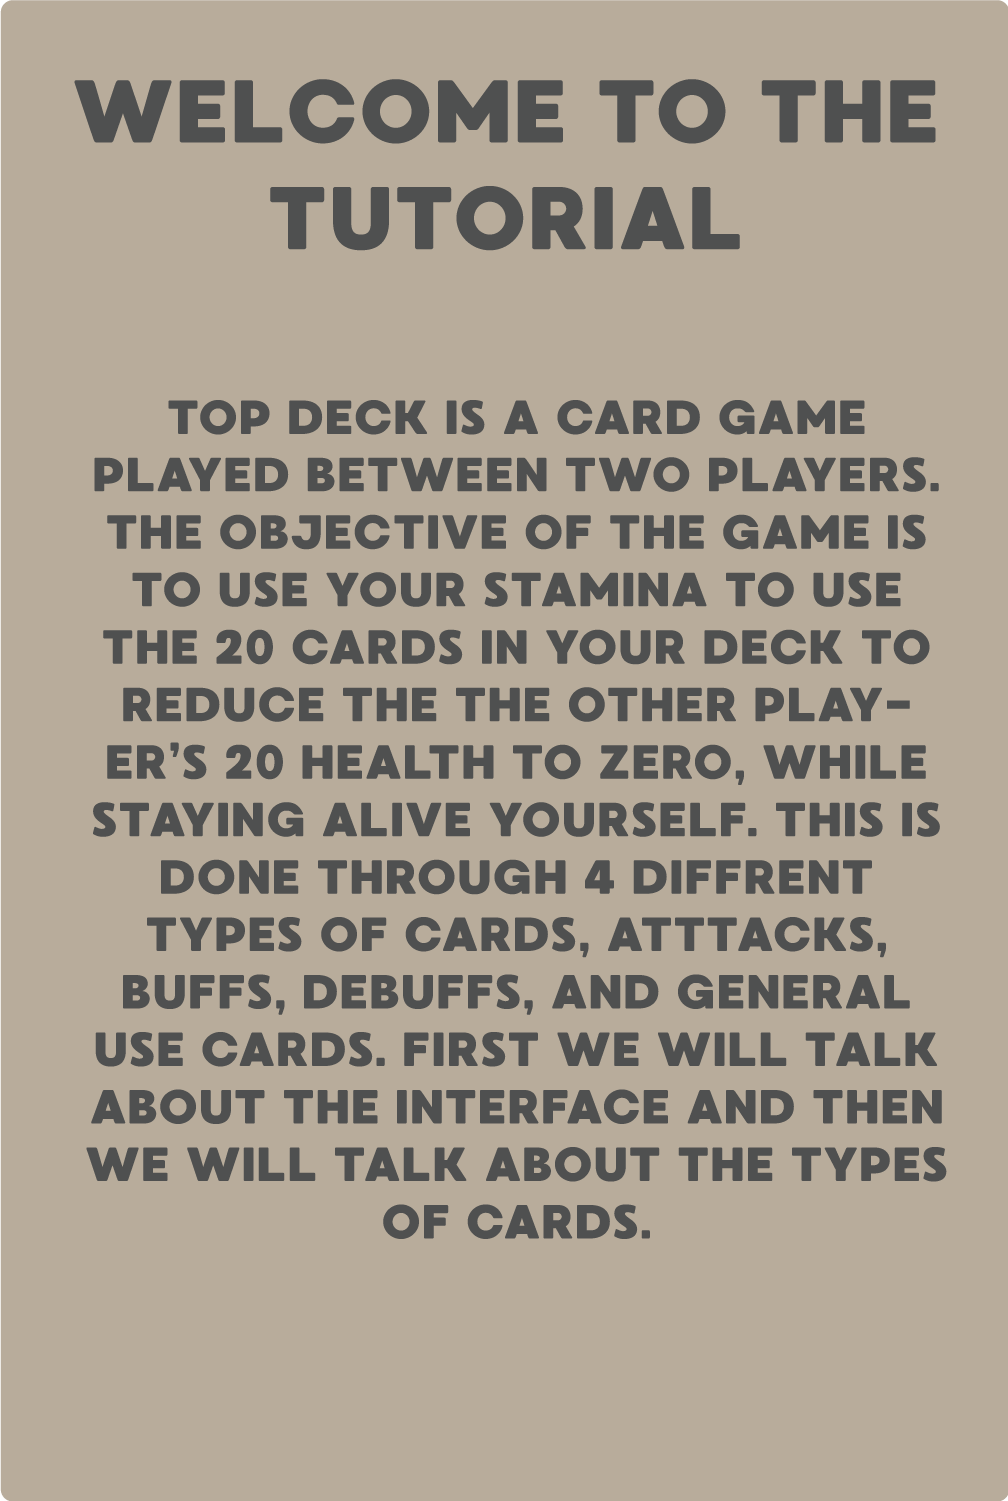 WELCOME TO THE
TUTORIAL
TOP DECK IS A CARD GAME
PLAYED BETWEEN TWO PLAYERS.
THE OBJECTIVE OF THE GAME IS
TO USE YOUR STAMINA TO USE
THE 20 CARDS IN YOUR DECK TO
REDUCE THE THE OTHER PLAY-
ER'S 20 HEALTH TO ZERO, WHILE
STAYING ALIVE YOURSELF. THIS IS
DONE THROUGH 4 DIFFRENT
TYPES OF CARDS, ATTTACKS,
BUFFS, DEBUFFS, AND GENERAL
USE CARDS. FIRST WE WILL TALK
ABOUT THE INTERFACE AND THEN
WE WILL TALK ABOUT THE TYPES
OF CARDS.